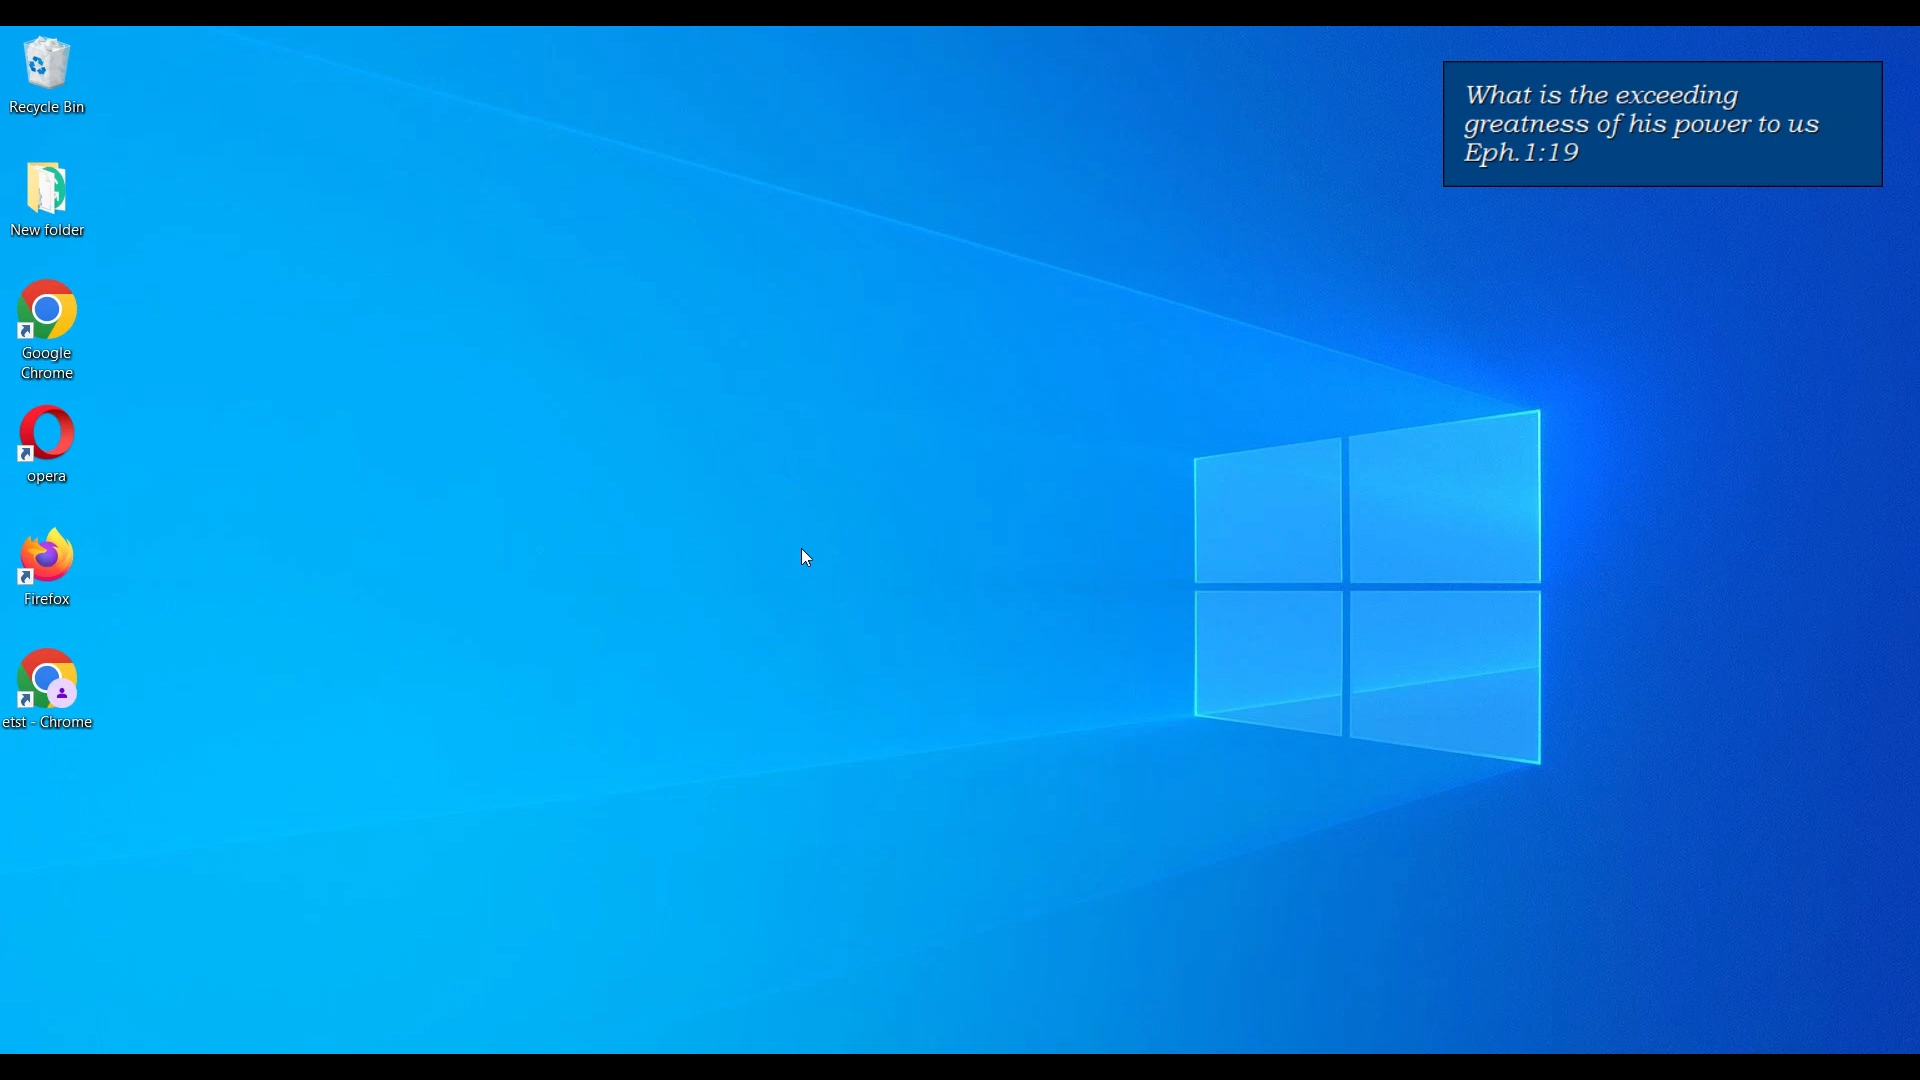 Recycle Bin
What is the exceeding
greatness of his power to us
Eph.1:19
New folder
Google
Chrome
opera
Firefox
etst - Chrome